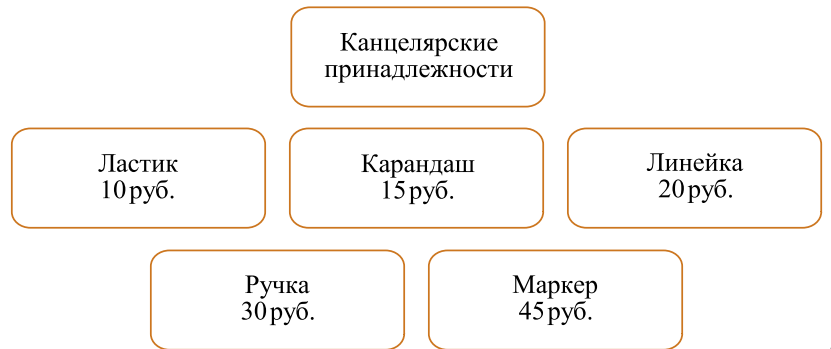 Канцелярские
принадлежности
Ластик
10 руб.
Карандаш
15 руб.
Линейка
20 руб.
Ручка
30 руб.
Маркер
45 руб.